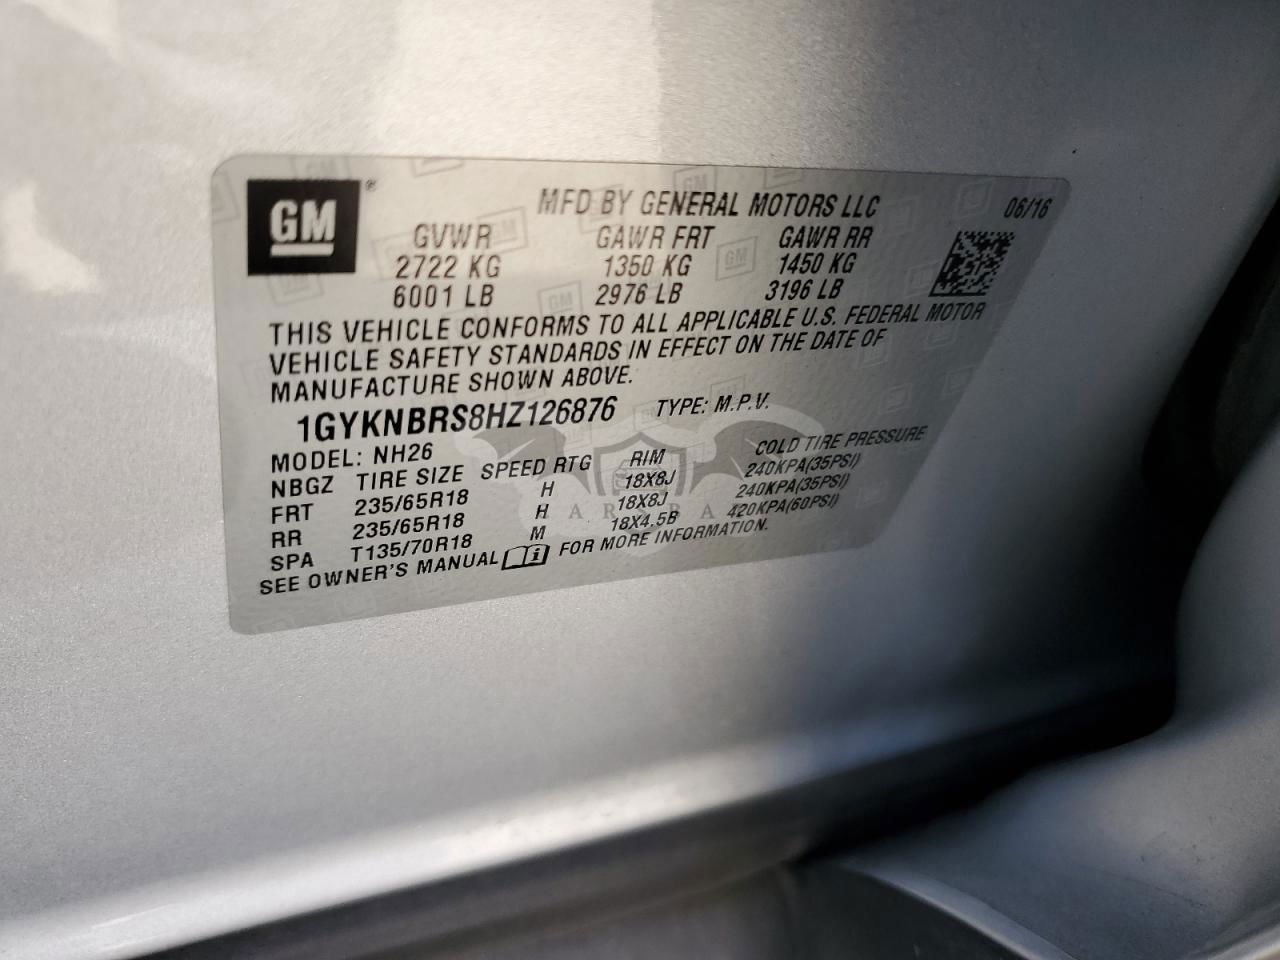 GM ®
MFD BY GENERAL MOTORS LLC 06/16
GVWR GAWR FRT GAWR RR
2722 KG 1350 KG 1450 KG
6001 LB 2976 LB 3196 LB
THIS VEHICLE CONFORMS TO ALL APPLICABLE U.S. FEDERAL MOTOR
VEHICLE SAFETY STANDARDS IN EFFECT ON THE DATE OF
MANUFACTURE SHOWN ABOVE.
1GYKNBRS8HZ126876 TYPE: M.P.V.
MODEL: NH26
NBGZ TIRE SIZE SPEED RTG RIM COLD TIRE PRESSURE
FRT 235/65R18 H 18X8J 240KPA(35PSI)
RR 235/65R18 H 18X8J 240KPA(35PSI)
SPA T135/70R18 M 18X4.5B 420KPA(60PSI)
SEE OWNER'S MANUAL FOR MORE INFORMATION.